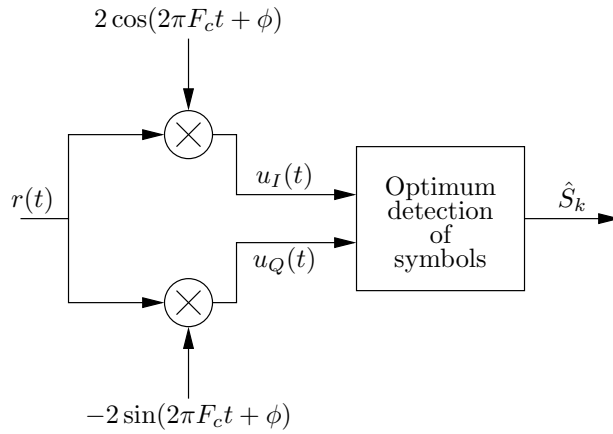 2 cos(2πF_c t + ϕ)
r(t)
u_I(t)
u_Q(t)
Optimum
detection
of
symbols
Ŝ_k
−2 sin(2πF_c t + ϕ)